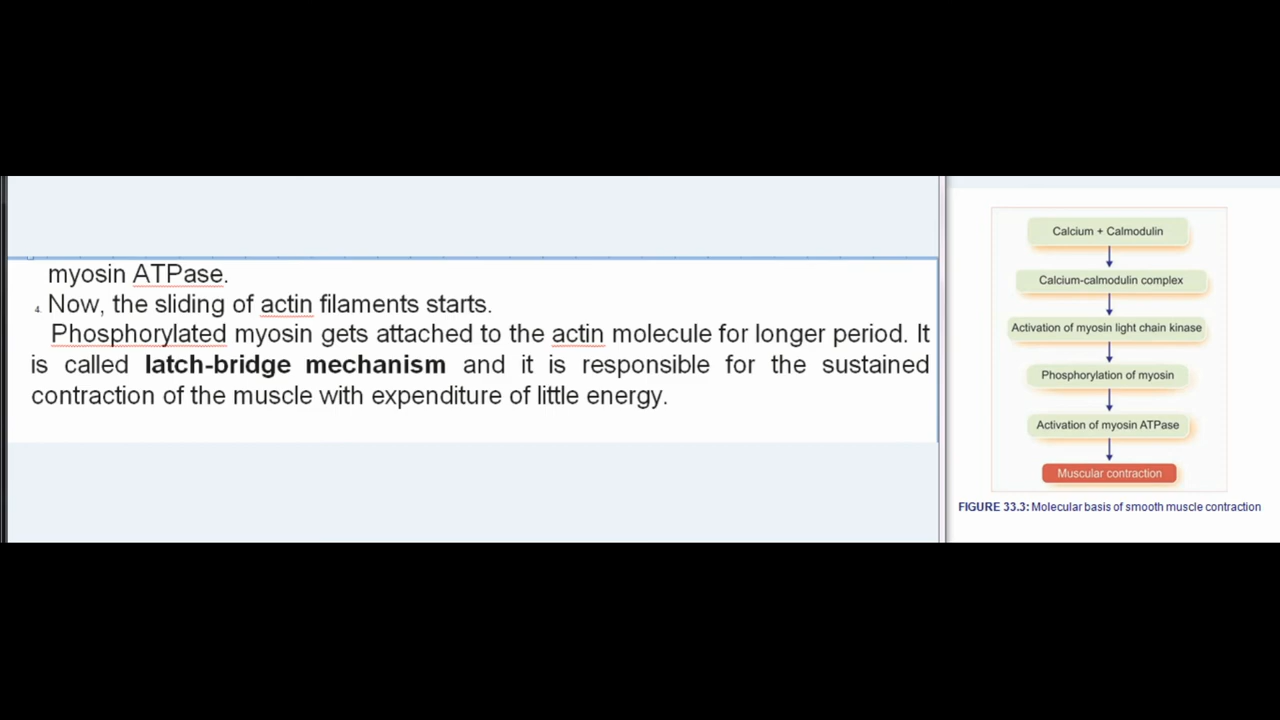 myosin ATPase.
4. Now, the sliding of actin filaments starts.
Phosphorylated myosin gets attached to the actin molecule for longer period. It
is called latch-bridge mechanism and it is responsible for the sustained
contraction of the muscle with expenditure of little energy.
Calcium + Calmodulin
Calcium-calmodulin complex
Activation of myosin light chain kinase
Phosphorylation of myosin
Activation of myosin ATPase
Muscular contraction
FIGURE 33.3: Molecular basis of smooth muscle contraction